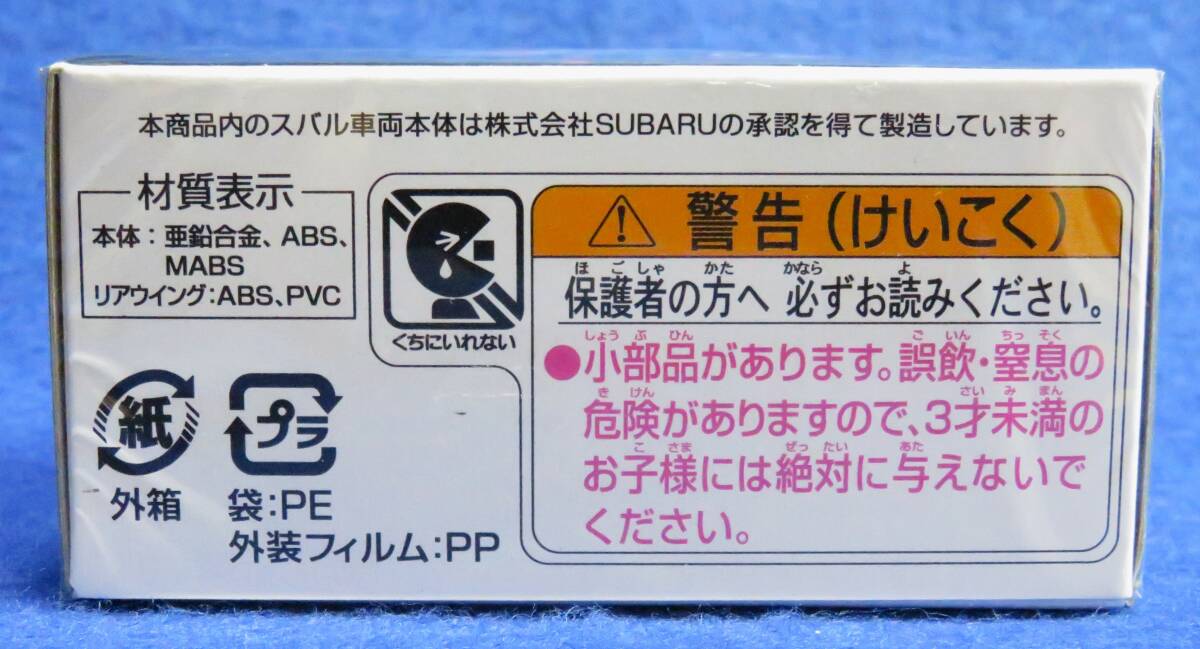 本商品内のスバル車両本体は株式会社SUBARUの承認を得て製造しています。
材質表示
本体：亜鉛合金、ABS、
MABS
リアウイング：ABS、PVC
くちにいれない
紙
外箱
プラ
袋：PE
外装フィルム：PP
警告（けいこく）
ほごしゃ かた かなら よ
保護者の方へ 必ずお読みください。
しょうぶひん ごいん ちっそく
●小部品があります。誤飲・窒息の
きけん さいみまん
危険がありますので、3才未満の
こさま ぜったい あた
お子様には絶対に与えないで
ください。